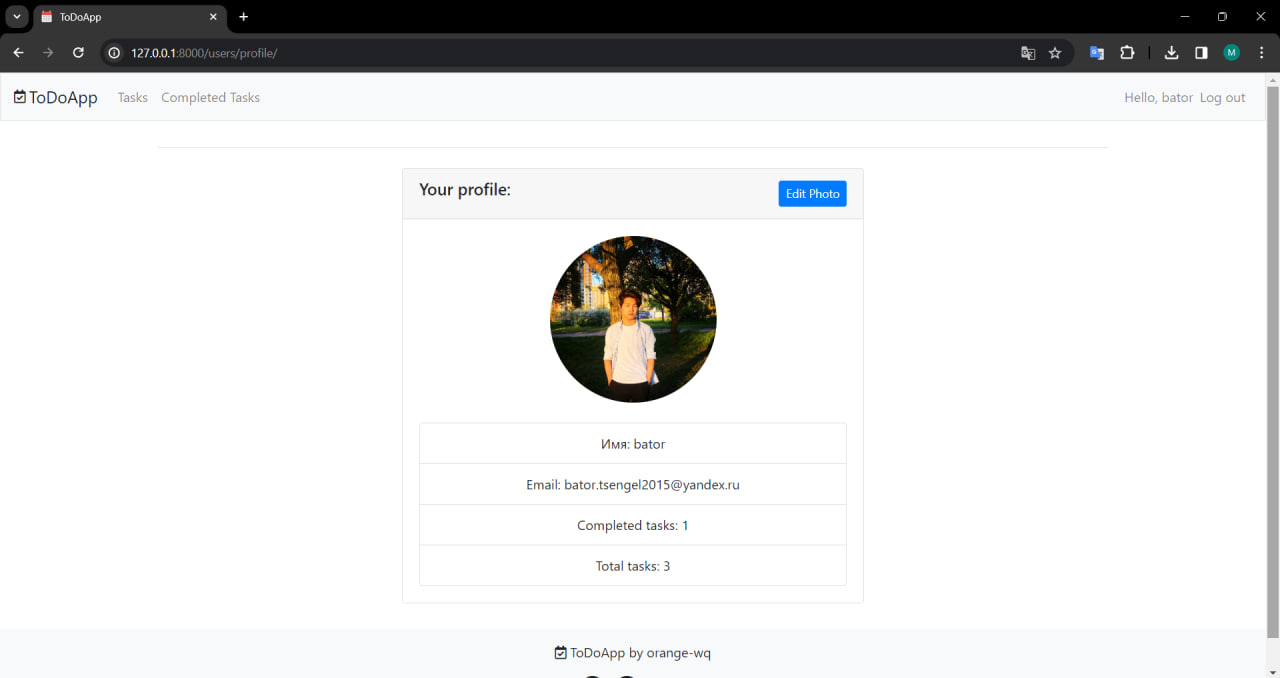 ToDoApp
127.0.0.1:8000/users/profile/
M
ToDoApp Tasks Completed Tasks Hello, bator Log out
Your profile: Edit Photo
Имя: bator
Email: bator.tsengel2015@yandex.ru
Completed tasks: 1
Total tasks: 3
ToDoApp by orange-wq